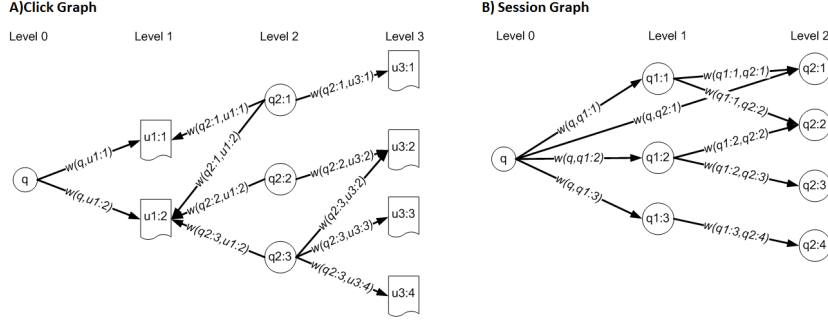 A)Click Graph
Level 0 Level 1 Level 2 Level 3
q
u1:1
u1:2
q2:1
q2:2
q2:3
u3:1
u3:2
u3:3
u3:4
w(q,u1:1)
w(q,u1:2)
w(q2:1,u1:1)
w(q2:1,u1:2)
w(q2:2,u1:2)
w(q2:3,u1:2)
w(q2:1,u3:1)
w(q2:2,u3:2)
w(q2:3,u3:2)
w(q2:3,u3:3)
w(q2:3,u3:4)
B) Session Graph
Level 0 Level 1 Level 2
q
q1:1
q1:2
q1:3
q2:1
q2:2
q2:3
q2:4
w(q,q1:1)
w(q,q2:1)
w(q,q1:2)
w(q,q1:3)
w(q1:1,q2:1)
w(q1:1,q2:2)
w(q1:2,q2:2)
w(q1:2,q2:3)
w(q1:3,q2:4)